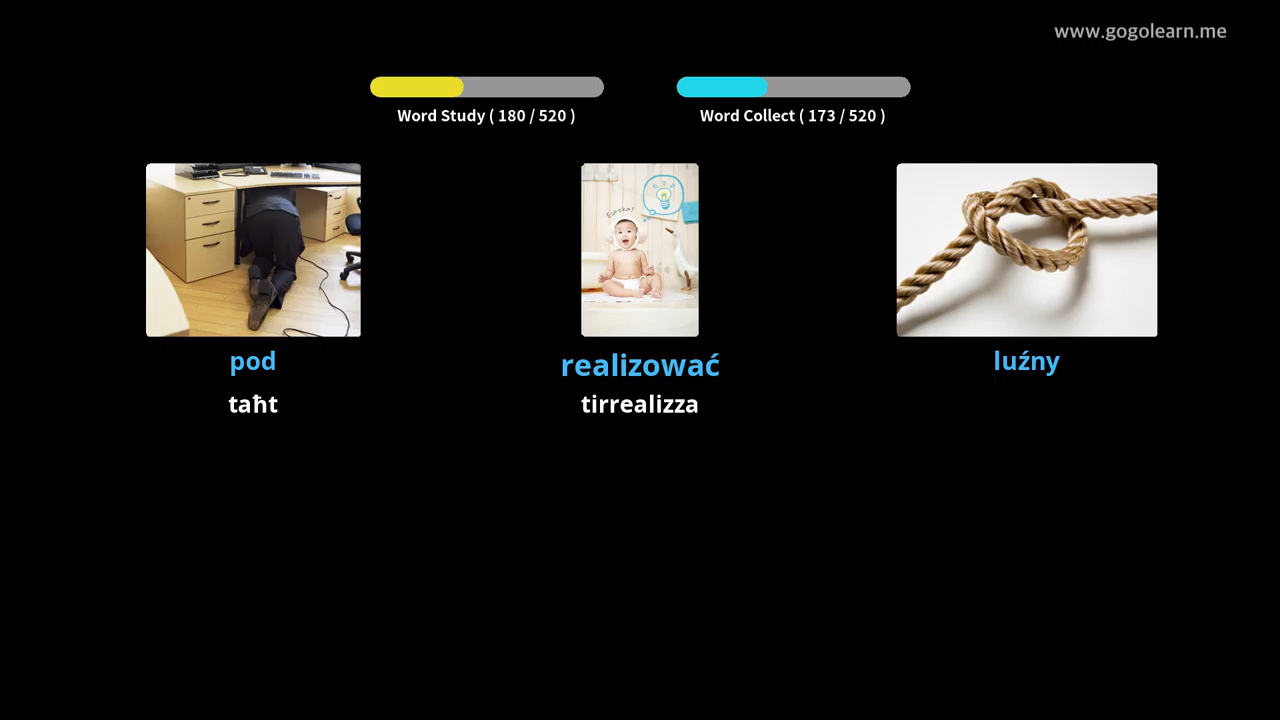 www.gogolearn.me
Word Study ( 180 / 520 )
Word Collect ( 173 / 520 )
Eureka!
pod
realizować
luźny
taħt
tirrealizza